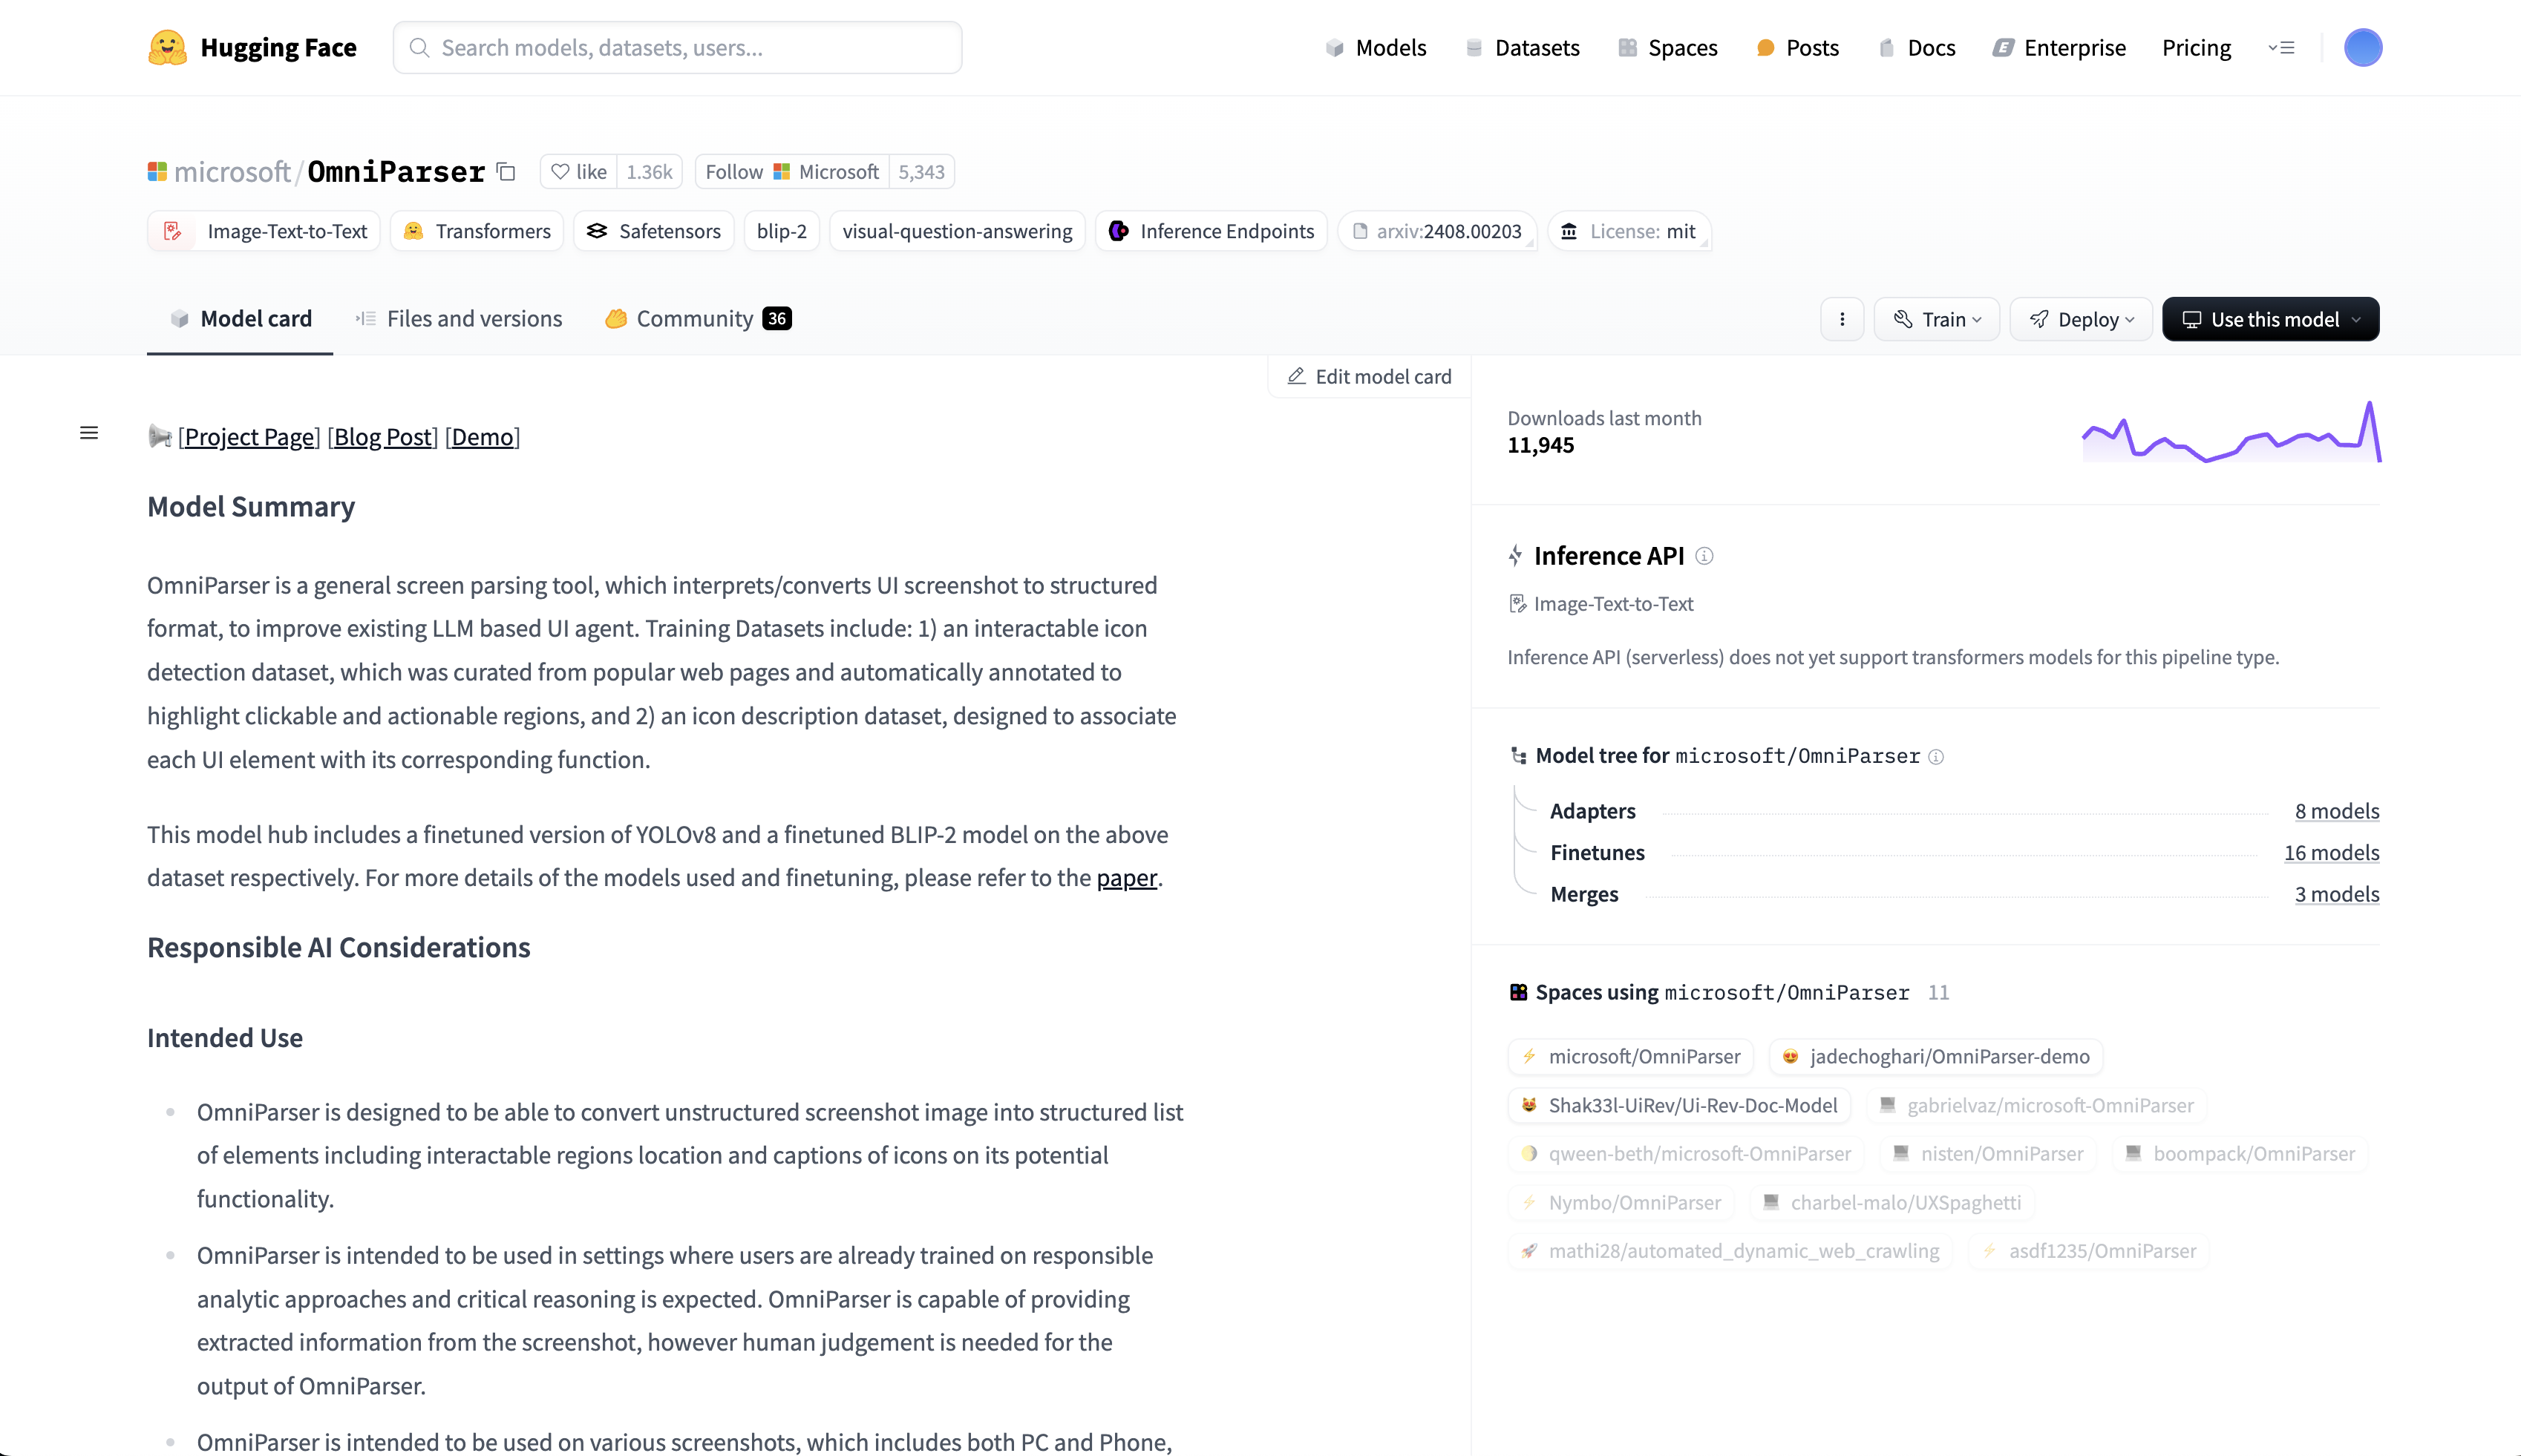 Hugging Face
Search models, datasets, users...
Models
Datasets
Spaces
Posts
Docs
Enterprise
Pricing
microsoft/OmniParser
like 1.36k
Follow Microsoft 5,343
Image-Text-to-Text
Transformers
Safetensors
blip-2
visual-question-answering
Inference Endpoints
arxiv:2408.00203
License: mit
Model card
Files and versions
Community 36
Train
Deploy
Use this model
Edit model card
[Project Page] [Blog Post] [Demo]
Model Summary
OmniParser is a general screen parsing tool, which interprets/converts UI screenshot to structured
format, to improve existing LLM based UI agent. Training Datasets include: 1) an interactable icon
detection dataset, which was curated from popular web pages and automatically annotated to
highlight clickable and actionable regions, and 2) an icon description dataset, designed to associate
each UI element with its corresponding function.
This model hub includes a finetuned version of YOLOv8 and a finetuned BLIP-2 model on the above
dataset respectively. For more details of the models used and finetuning, please refer to the paper.
Responsible AI Considerations
Intended Use
OmniParser is designed to be able to convert unstructured screenshot image into structured list
of elements including interactable regions location and captions of icons on its potential
functionality.
OmniParser is intended to be used in settings where users are already trained on responsible
analytic approaches and critical reasoning is expected. OmniParser is capable of providing
extracted information from the screenshot, however human judgement is needed for the
output of OmniParser.
OmniParser is intended to be used on various screenshots, which includes both PC and Phone,
Downloads last month
11,945
Inference API
Image-Text-to-Text
Inference API (serverless) does not yet support transformers models for this pipeline type.
Model tree for microsoft/OmniParser
Adapters 8 models
Finetunes 16 models
Merges 3 models
Spaces using microsoft/OmniParser 11
microsoft/OmniParser
jadechoghari/OmniParser-demo
Shak33l-UiRev/Ui-Rev-Doc-Model
gabrielvaz/microsoft-OmniParser
qween-beth/microsoft-OmniParser
nisten/OmniParser
boompack/OmniParser
Nymbo/OmniParser
charbel-malo/UXSpaghetti
mathi28/automated_dynamic_web_crawling
asdf1235/OmniParser